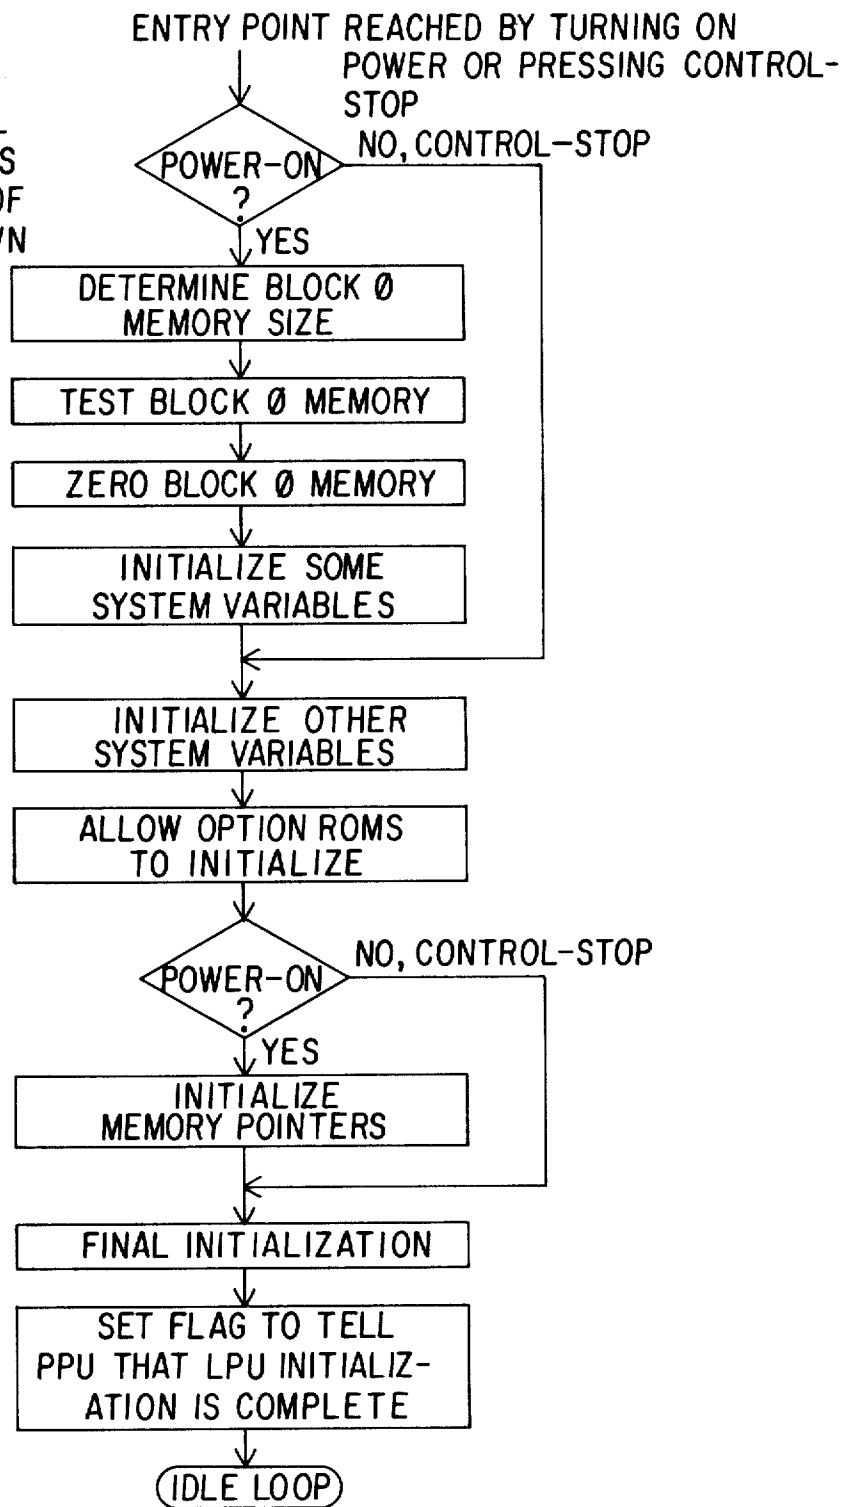 ENTRY POINT REACHED BY TURNING ON
POWER OR PRESSING CONTROL-
STOP
NO, CONTROL-STOP
POWER-ON
?
S
OF
YES
DETERMINE BLOCK Ø
MEMORY SIZE
TEST BLOCK Ø MEMORY
ZERO BLOCK Ø MEMORY
INITIALIZE SOME
SYSTEM VARIABLES
INITIALIZE OTHER
SYSTEM VARIABLES
ALLOW OPTION ROMS
TO INITIALIZE
NO, CONTROL-STOP
POWER-ON
?
YES
INITIALIZE
MEMORY POINTERS
FINAL INITIALIZATION
SET FLAG TO TELL
PPU THAT LPU INITIALIZ-
ATION IS COMPLETE
IDLE LOOP